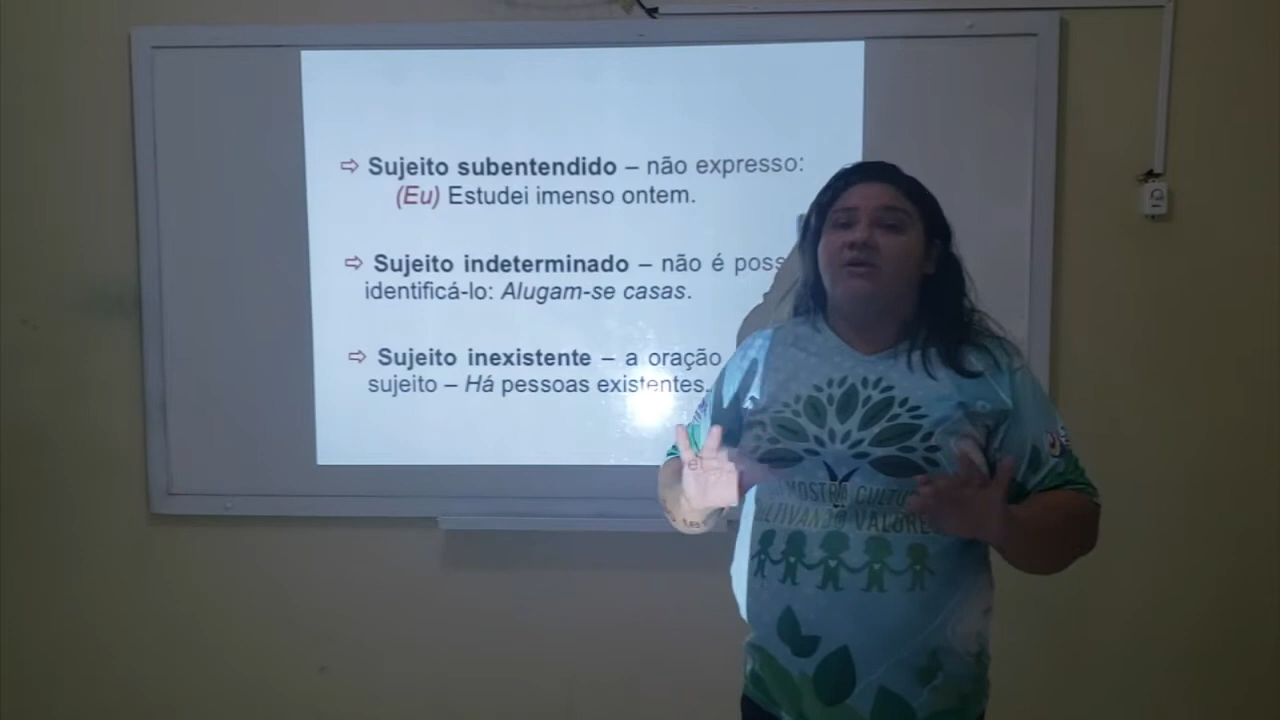 ⇨ Sujeito subentendido – não expresso:
(Eu) Estudei imenso ontem.
⇨ Sujeito indeterminado – não é poss
identificá-lo: Alugam-se casas.
⇨ Sujeito inexistente – a oração
sujeito – Há pessoas existentes.
MOSTRA CULTU
CULTIVANDO VALORE